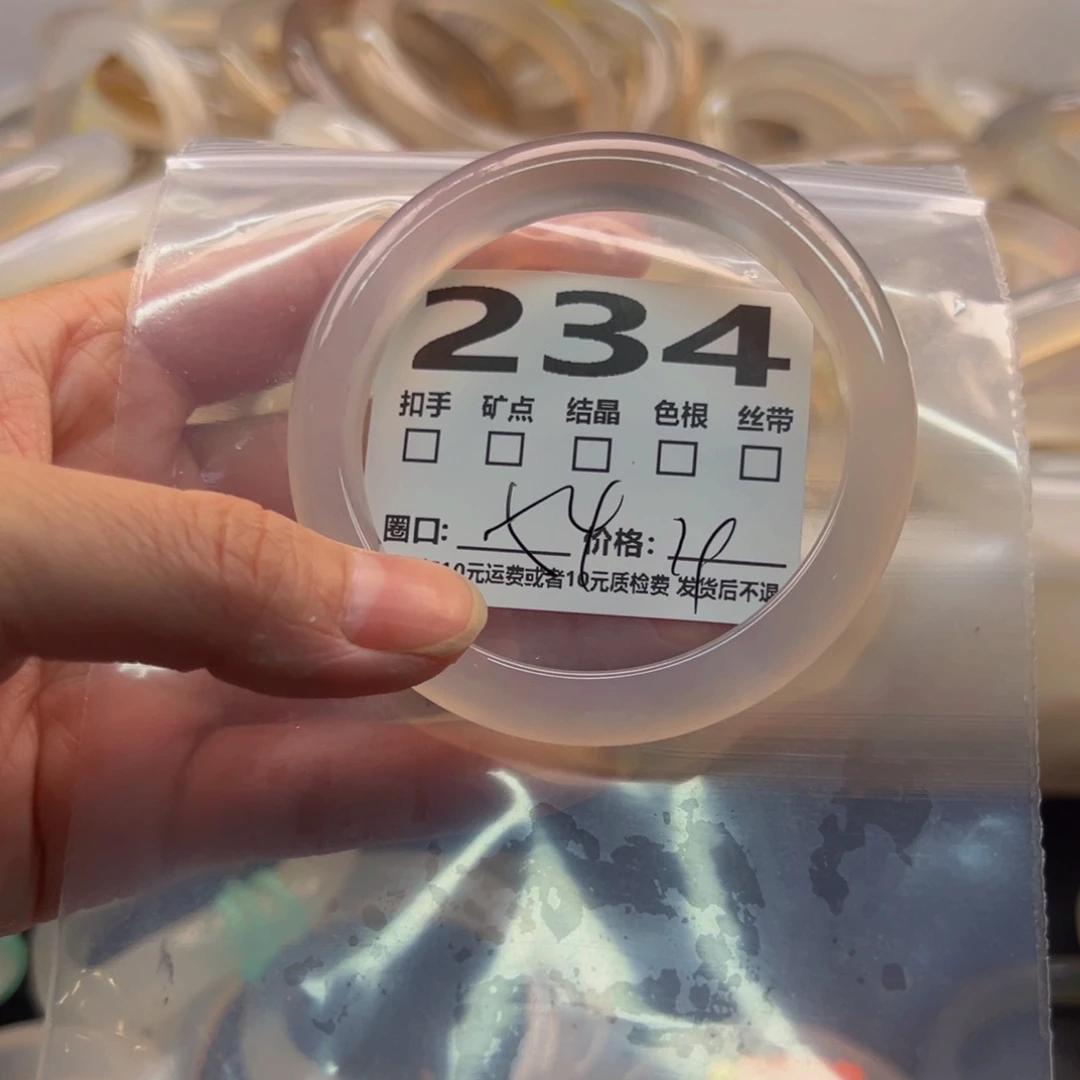 234
扣手 矿点 结晶 色根 丝带
圈口: 54 价格:
10元运费或者10元质检费 发货后不退